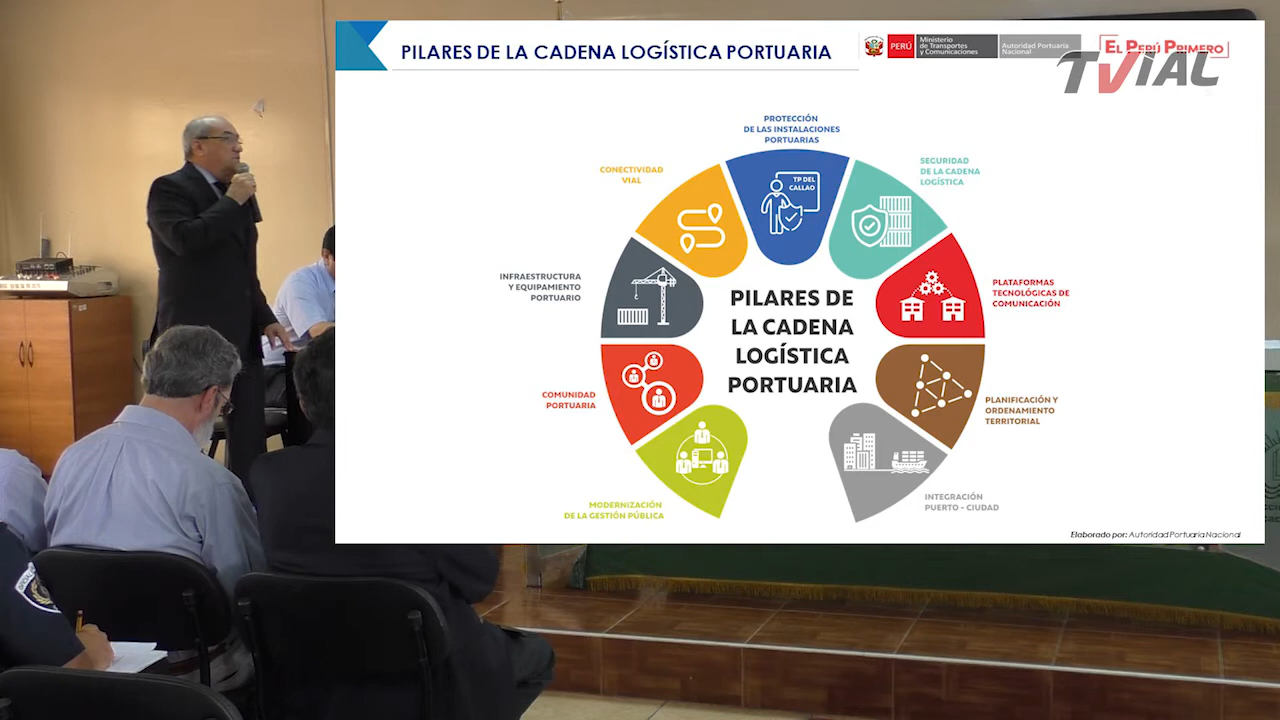 PILARES DE LA CADENA LOGÍSTICA PORTUARIA
PERÚ
Ministerio
de Transportes
y Comunicaciones
Autoridad Portuaria
Nacional
EL PERÚ PRIMERO
TVIAL
PROTECCIÓN
DE LAS INSTALACIONES
PORTUARIAS
CONECTIVIDAD
VIAL
SEGURIDAD
DE LA CADENA
LOGÍSTICA
TP DEL
CALLAO
INFRAESTRUCTURA
Y EQUIPAMIENTO
PORTUARIO
PLATAFORMAS
TECNOLÓGICAS DE
COMUNICACIÓN
PILARES DE
LA CADENA
LOGÍSTICA
PORTUARIA
COMUNIDAD
PORTUARIA
PLANIFICACIÓN Y
ORDENAMIENTO
TERRITORIAL
MODERNIZACIÓN
DE LA GESTIÓN PÚBLICA
INTEGRACIÓN
PUERTO - CIUDAD
Elaborado por: Autoridad Portuaria Nacional